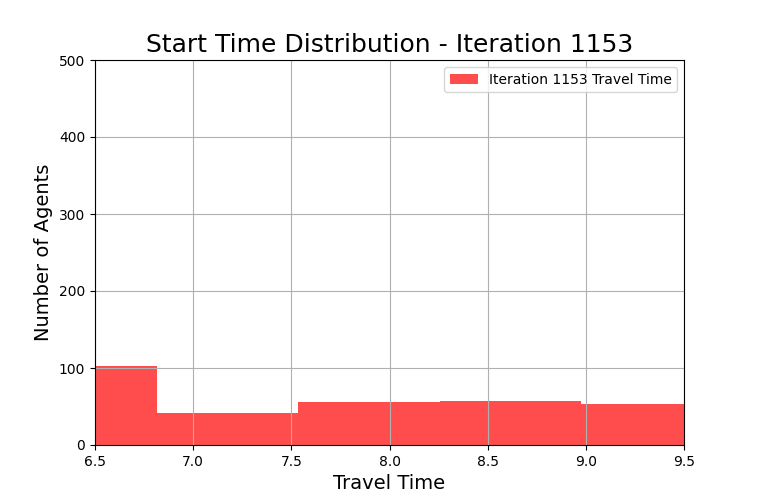 Start Time Distribution - Iteration 1153
Iteration 1153 Travel Time
Number of Agents
500
400
300
200
100
0
6.5 7.0 7.5 8.0 8.5 9.0 9.5
Travel Time